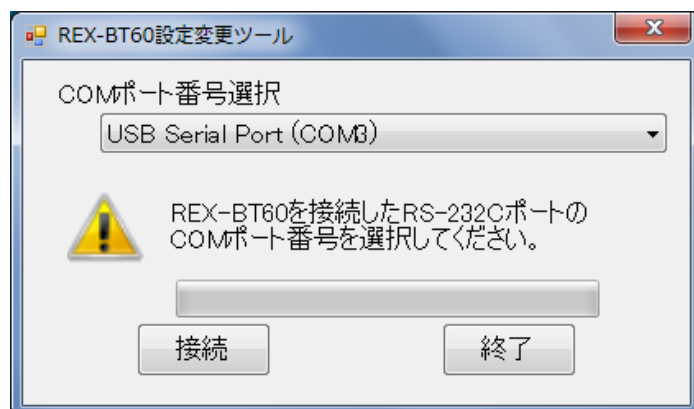 REX-BT60設定変更ツール
COMポート番号選択
USB Serial Port (COM3)
REX-BT60を接続したRS-232Cポートの
COMポート番号を選択してください。
接続 終了